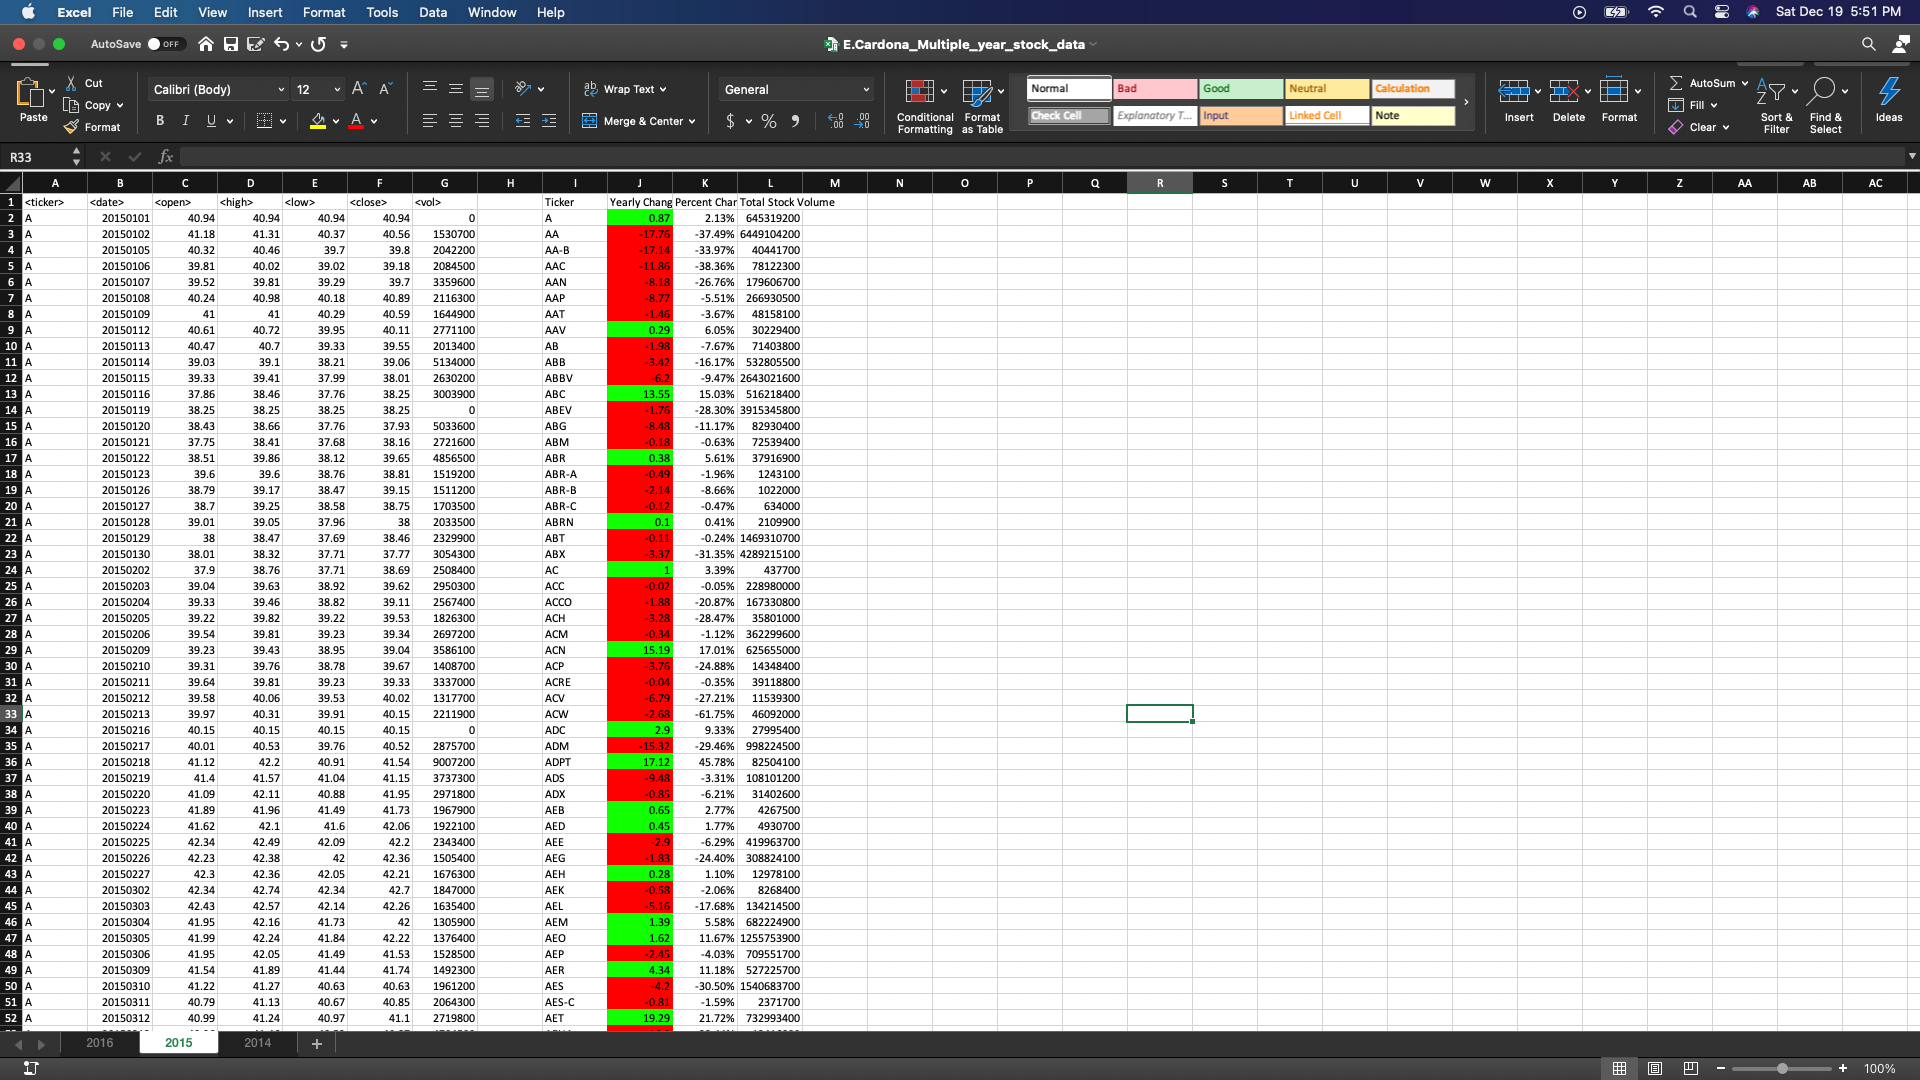 Excel File Edit View Insert Format Tools Data Window Help Sat Dec 19 5:51 PM
AutoSave OFF E.Cardona_Multiple_year_stock_data
Paste Cut Copy Format
Calibri (Body) 12 A A
B I U A
Wrap Text
Merge & Center
General
$ % 9
Conditional Formatting
Format as Table
Normal Bad Good Neutral Calculation
Check Cell Explanatory T... Input Linked Cell Note
Insert Delete Format
AutoSum
Fill
Clear
Sort & Filter
Find & Select
Ideas
R33 fx
A B C D E F G H I J K L M N O P Q R S T U V W X Y Z AA AB AC
1 <ticker> <date> <open> <high> <low> <close> <vol> Ticker Yearly Chang Percent Char Total Stock Volume
2 A 20150101 40.94 40.94 40.94 40.94 0 A 0.87 2.13% 645319200
3 A 20150102 41.18 41.31 40.37 40.56 1530700 AA -17.76 -37.49% 6449104200
4 A 20150105 40.32 40.46 39.7 39.8 2042200 AA-B -17.14 -33.97% 40441700
5 A 20150106 39.81 40.02 39.02 39.18 2084500 AAC -11.86 -38.36% 78122300
6 A 20150107 39.52 39.81 39.29 39.7 3359600 AAN -8.18 -26.76% 179606700
7 A 20150108 40.24 40.98 40.18 40.89 2116300 AAP -8.77 -5.51% 266930500
8 A 20150109 41 41 40.29 40.59 1644900 AAT -1.46 -3.67% 48158100
9 A 20150112 40.61 40.72 39.95 40.11 2771100 AAV 0.29 6.05% 30229400
10 A 20150113 40.47 40.7 39.33 39.55 2013400 AB -1.98 -7.67% 71403800
11 A 20150114 39.03 39.1 38.21 39.06 5134000 ABB -3.42 -16.17% 532805500
12 A 20150115 39.33 39.41 37.99 38.01 2630200 ABBV -6.2 -9.47% 2643021600
13 A 20150116 37.86 38.46 37.76 38.25 3003900 ABC 13.55 15.03% 516218400
14 A 20150119 38.25 38.25 38.25 38.25 0 ABEV -1.76 -28.30% 3915345800
15 A 20150120 38.43 38.66 37.76 37.93 5033600 ABG -8.48 -11.17% 82930400
16 A 20150121 37.75 38.41 37.68 38.16 2721600 ABM -0.18 -0.63% 72539400
17 A 20150122 38.51 39.86 38.12 39.65 4856500 ABR 0.38 5.61% 37916900
18 A 20150123 39.6 39.6 38.76 38.81 1519200 ABR-A -0.49 -1.96% 1243100
19 A 20150126 38.79 39.17 38.47 39.15 1511200 ABR-B -2.14 -8.66% 1022000
20 A 20150127 38.7 39.25 38.58 38.75 1703500 ABR-C -0.12 -0.47% 634000
21 A 20150128 39.01 39.05 37.96 38 2033500 ABRN 0.1 0.41% 2109900
22 A 20150129 38 38.47 37.69 38.46 2329900 ABT -0.11 -0.24% 1469310700
23 A 20150130 38.01 38.32 37.71 37.77 3054300 ABX -3.37 -31.35% 4289215100
24 A 20150202 37.9 38.76 37.71 38.69 2508400 AC 1 3.39% 437700
25 A 20150203 39.04 39.63 38.92 39.62 2950300 ACC -0.02 -0.05% 228980000
26 A 20150204 39.33 39.46 38.82 39.11 2567400 ACCO -1.88 -20.87% 167330800
27 A 20150205 39.22 39.82 39.22 39.53 1826300 ACH -3.28 -28.47% 35801000
28 A 20150206 39.54 39.81 39.23 39.34 2697200 ACM -0.34 -1.12% 362299600
29 A 20150209 39.23 39.43 38.95 39.04 3586100 ACN 15.19 17.01% 625655000
30 A 20150210 39.31 39.76 38.78 39.67 1408700 ACP -3.76 -24.88% 14348400
31 A 20150211 39.64 39.81 39.23 39.33 3337000 ACRE -0.04 -0.35% 39118800
32 A 20150212 39.58 40.06 39.53 40.02 1317700 ACV -6.79 -27.21% 11539300
33 A 20150213 39.97 40.31 39.91 40.15 2211900 ACW -2.68 -61.75% 46092000
34 A 20150216 40.15 40.15 40.15 40.15 0 ADC 2.9 9.33% 27995400
35 A 20150217 40.01 40.53 39.76 40.52 2875700 ADM -15.32 -29.46% 998224500
36 A 20150218 41.12 42.2 40.91 41.54 9007200 ADPT 17.12 45.78% 82504100
37 A 20150219 41.4 41.57 41.04 41.15 3737300 ADS -9.48 -3.31% 108101200
38 A 20150220 41.09 42.11 40.88 41.95 2971800 ADX -0.85 -6.21% 31402600
39 A 20150223 41.89 41.96 41.49 41.73 1967900 AEB 0.65 2.77% 4267500
40 A 20150224 41.62 42.1 41.6 42.06 1922100 AED 0.45 1.77% 4930700
41 A 20150225 42.34 42.49 42.09 42.2 2343400 AEE -2.9 -6.29% 419963700
42 A 20150226 42.23 42.38 42 42.36 1505400 AEG -1.83 -24.40% 308824100
43 A 20150227 42.3 42.36 42.05 42.21 1676300 AEH 0.28 1.10% 12978100
44 A 20150302 42.34 42.74 42.34 42.7 1847000 AEK -0.58 -2.06% 8268400
45 A 20150303 42.43 42.57 42.14 42.26 1635400 AEL -5.16 -17.68% 134214500
46 A 20150304 41.95 42.16 41.73 42 1305900 AEM 1.39 5.58% 682224900
47 A 20150305 41.99 42.24 41.84 42.22 1376400 AEO 1.62 11.67% 1255753900
48 A 20150306 41.95 42.05 41.49 41.53 1528500 AEP -2.45 -4.03% 709551700
49 A 20150309 41.54 41.89 41.44 41.74 1492300 AER 4.34 11.18% 527225700
50 A 20150310 41.22 41.27 40.63 40.63 1961200 AES -4.2 -30.50% 1540683700
51 A 20150311 40.79 41.13 40.67 40.85 2064300 AES-C -0.81 -1.59% 2371700
52 A 20150312 40.99 41.24 40.97 41.1 2719800 AET 19.29 21.72% 732993400
2016 2015 2014 +
100%